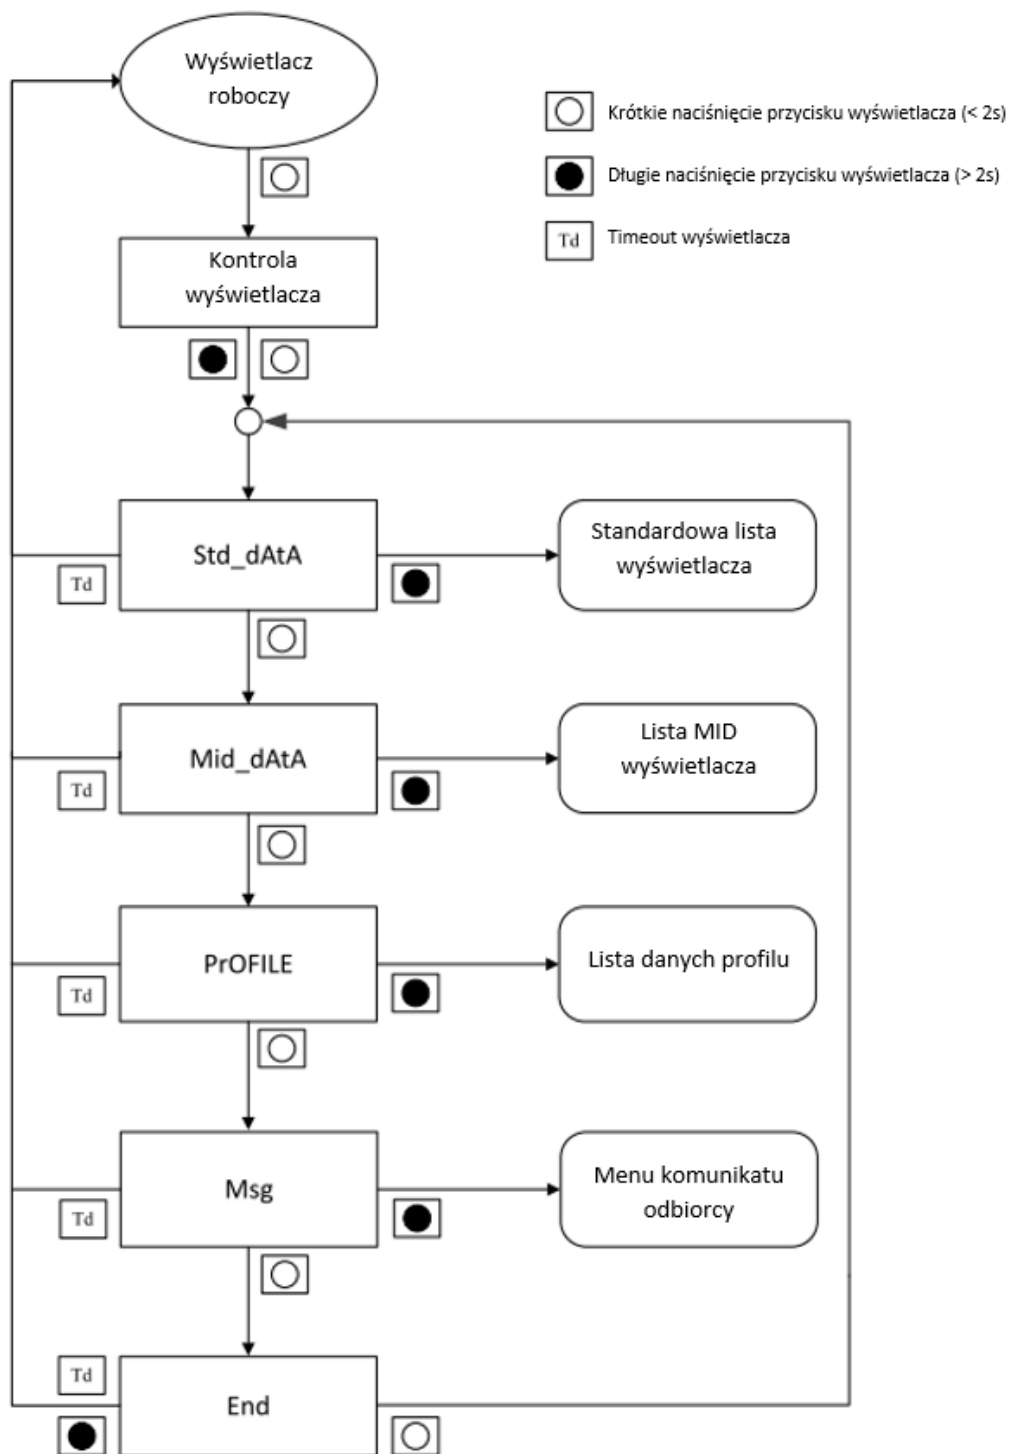 Wyświetlacz
roboczy
Krótkie naciśnięcie przycisku wyświetlacza (< 2s)
Długie naciśnięcie przycisku wyświetlacza (> 2s)
Td
Timeout wyświetlacza
Kontrola
wyświetlacza
Std_dAtA
Td
Standardowa lista
wyświetlacza
Mid_dAtA
Td
Lista MID
wyświetlacza
PrOFILE
Td
Lista danych profilu
Msg
Td
Menu komunikatu
odbiorcy
Td
End